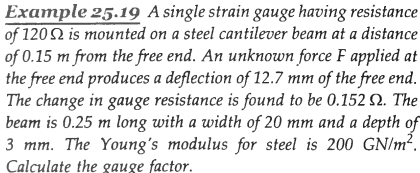 Example 25.19 A single strain gauge having resistance
of 120 Ω is mounted on a steel cantilever beam at a distance
of 0.15 m from the free end. An unknown force F applied at
the free end produces a deflection of 12.7 mm of the free end.
The change in gauge resistance is found to be 0.152 Ω. The
beam is 0.25 m long with a width of 20 mm and a depth of
3 mm. The Young's modulus for steel is 200 GN/m².
Calculate the gauge factor.